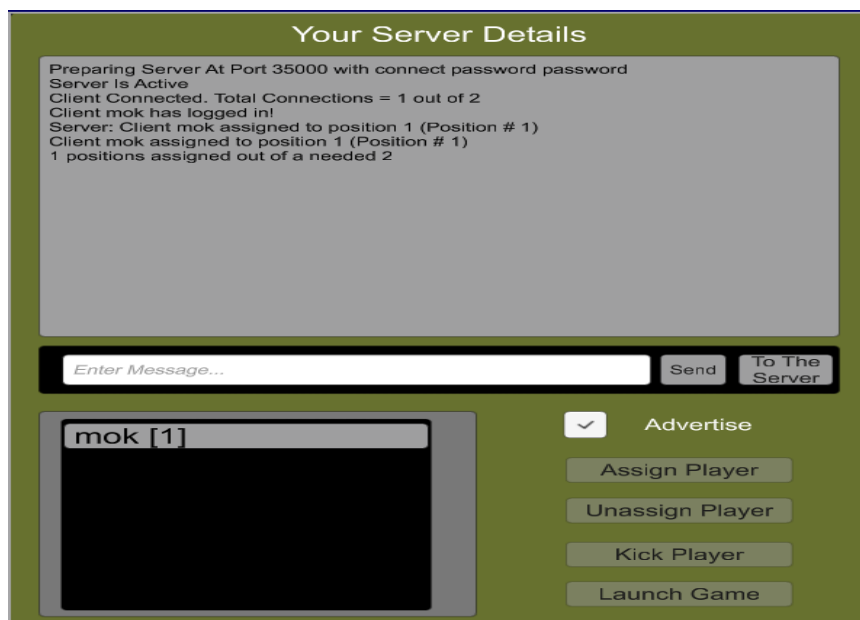 Your Server Details
Preparing Server At Port 35000 with connect password password
Server Is Active
Client Connected. Total Connections = 1 out of 2
Client mok has logged in!
Server: Client mok assigned to position 1 (Position # 1)
Client mok assigned to position 1 (Position # 1)
1 positions assigned out of a needed 2
Enter Message...
Send
To The
Server
mok [1]
Advertise
Assign Player
Unassign Player
Kick Player
Launch Game